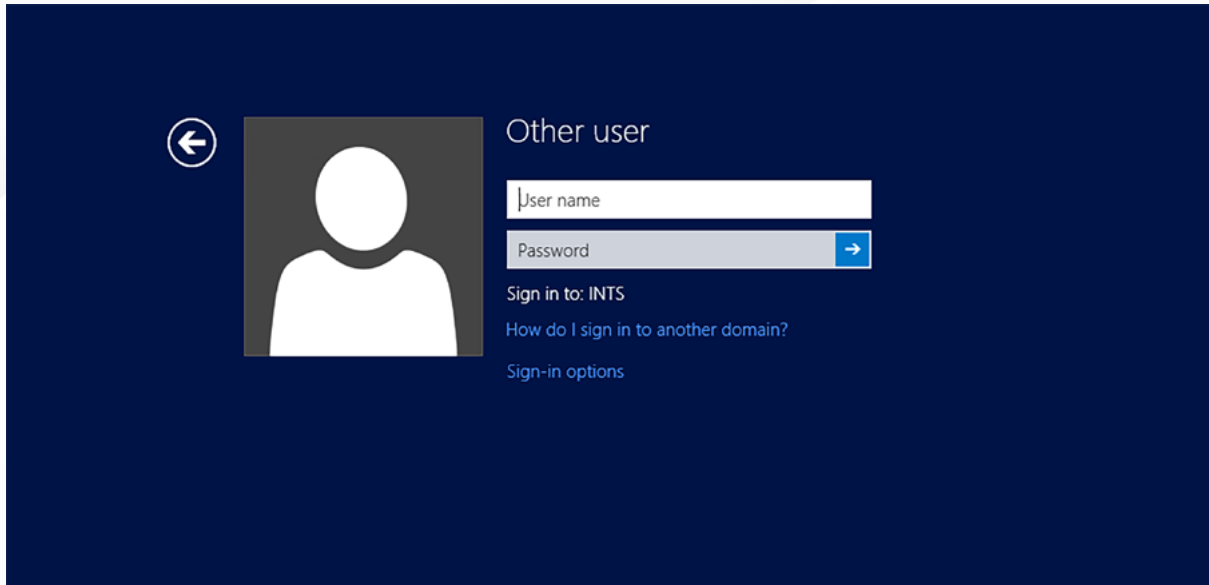 Other user
User name
Password
Sign in to: INTS
How do I sign in to another domain?
Sign-in options